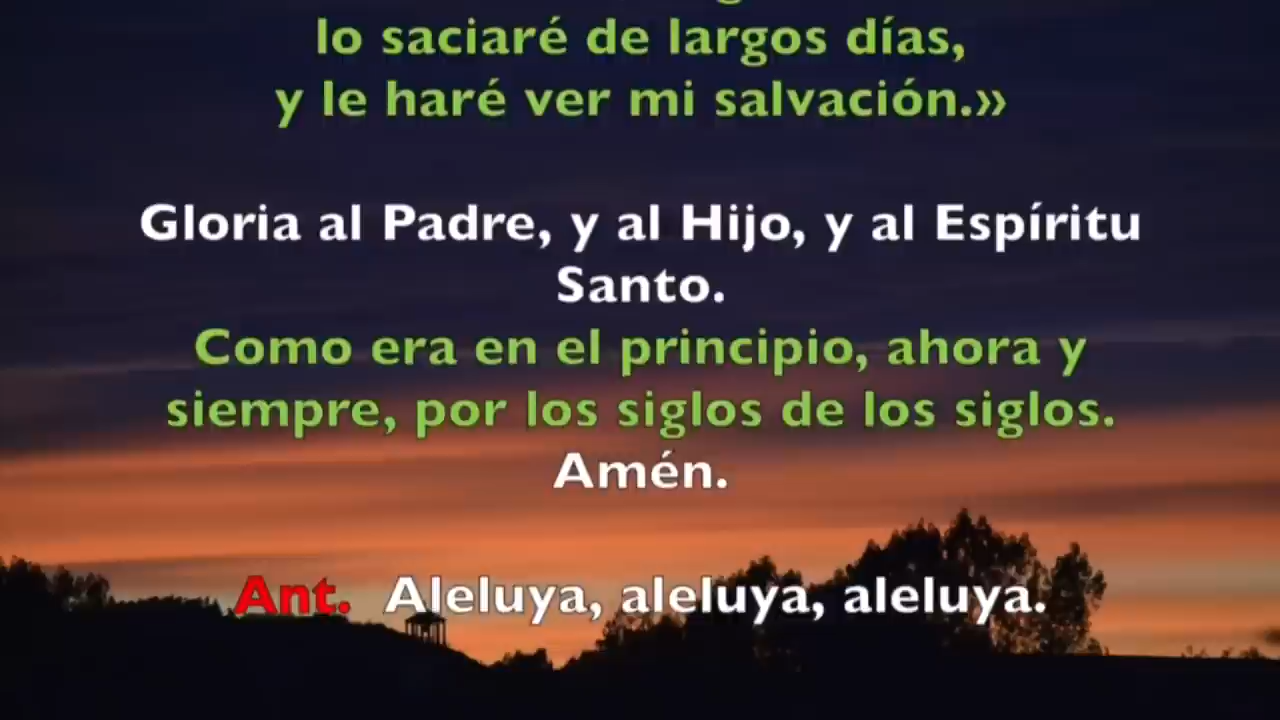 lo saciaré de largos días,
y le haré ver mi salvación.»
Gloria al Padre, y al Hijo, y al Espíritu
Santo.
Como era en el principio, ahora y
siempre, por los siglos de los siglos.
Amén.
Ant. Aleluya, aleluya, aleluya.